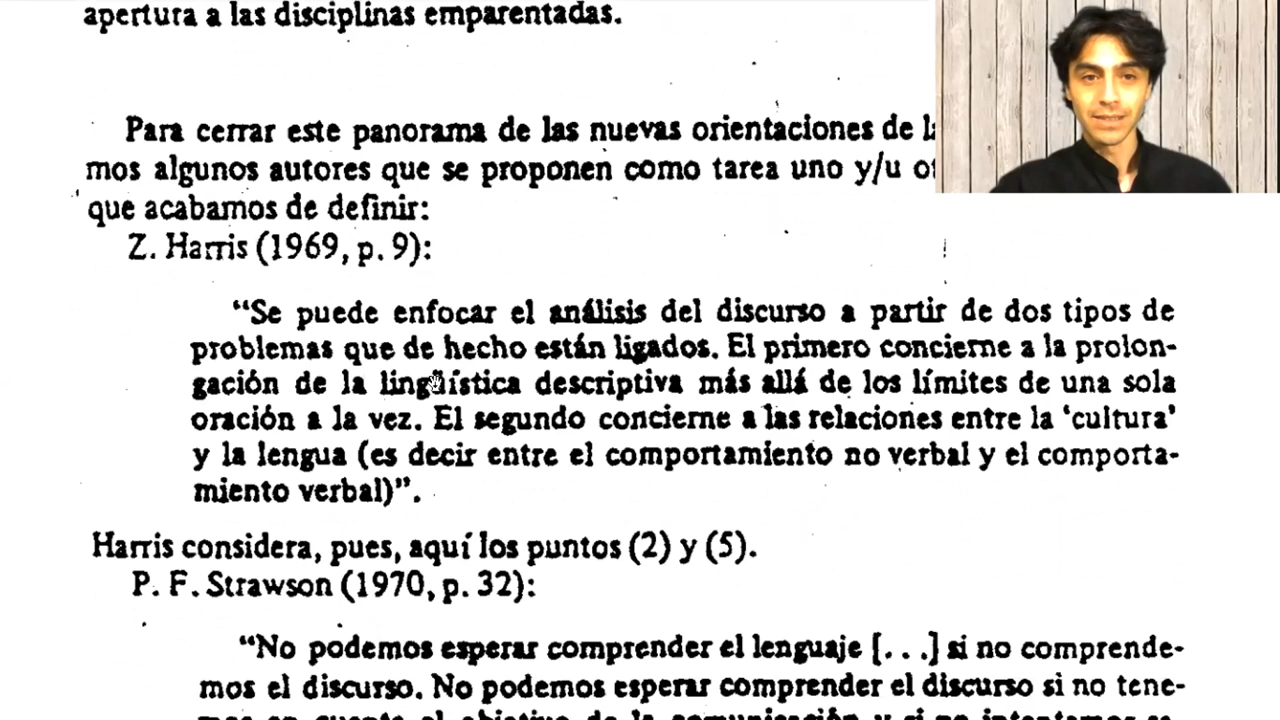 apertura a las disciplinas emparentadas.
Para cerrar este panorama de las nuevas orientaciones de
mos algunos autores que se proponen como tarea uno y/u
que acabamos de definir:
Z. Harris (1969, p. 9):
“Se puede enfocar el análisis del discurso a partir de dos tipos de
problemas que de hecho están ligados. El primero concierne a la prolon-
gación de la lingüística descriptiva más allá de los límites de una sola
oración a la vez. El segundo concierne a las relaciones entre la ‘cultura’
y la lengua (es decir entre el comportamiento no verbal y el comporta-
miento verbal)”.
Harris considera, pues, aquí los puntos (2) y (5).
P. F. Strawson (1970, p. 32):
“No podemos esperar comprender el lenguaje [. . .] si no comprende-
mos el discurso. No podemos esperar comprender el discurso si no tene-